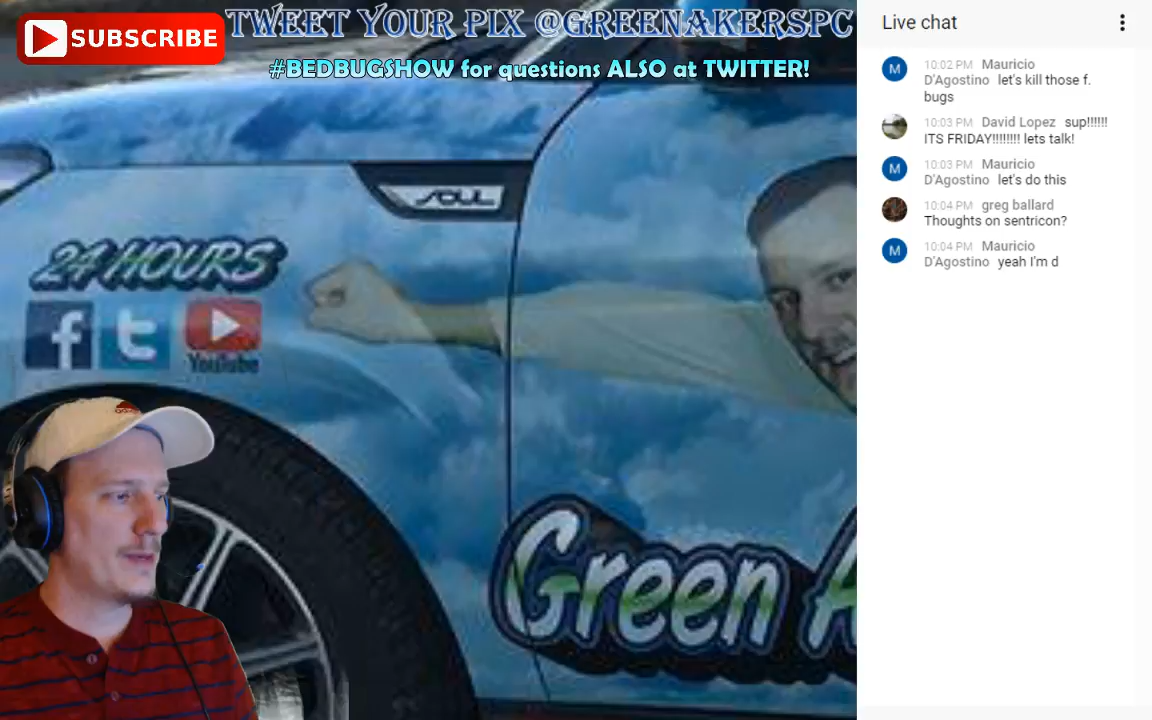 SUBSCRIBE
TWEET YOUR PIX @GREENAKERSPC
#BEDBUGSHOW for questions ALSO at TWITTER!
SOUL
24 HOURS
f t YouTube
Green A
Live chat
M 10:02 PM Mauricio
D'Agostino let's kill those f.
bugs
10:03 PM David Lopez sup!!!!!!
ITS FRIDAY!!!!!!!! lets talk!
M 10:03 PM Mauricio
D'Agostino let's do this
10:04 PM greg ballard
Thoughts on sentricon?
M 10:04 PM Mauricio
D'Agostino yeah I'm d